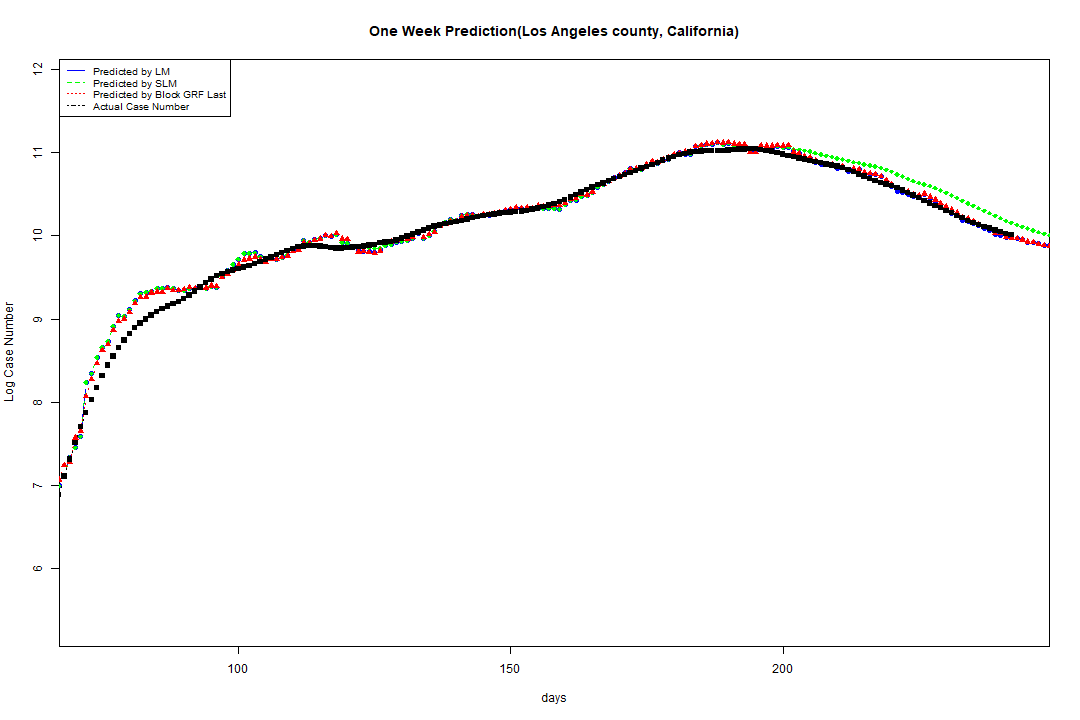 One Week Prediction(Los Angeles county, California)
Predicted by LM
Predicted by SLM
Predicted by Block GRF Last
Actual Case Number
12
11
10
9
8
7
6
Log Case Number
100 150 200
days